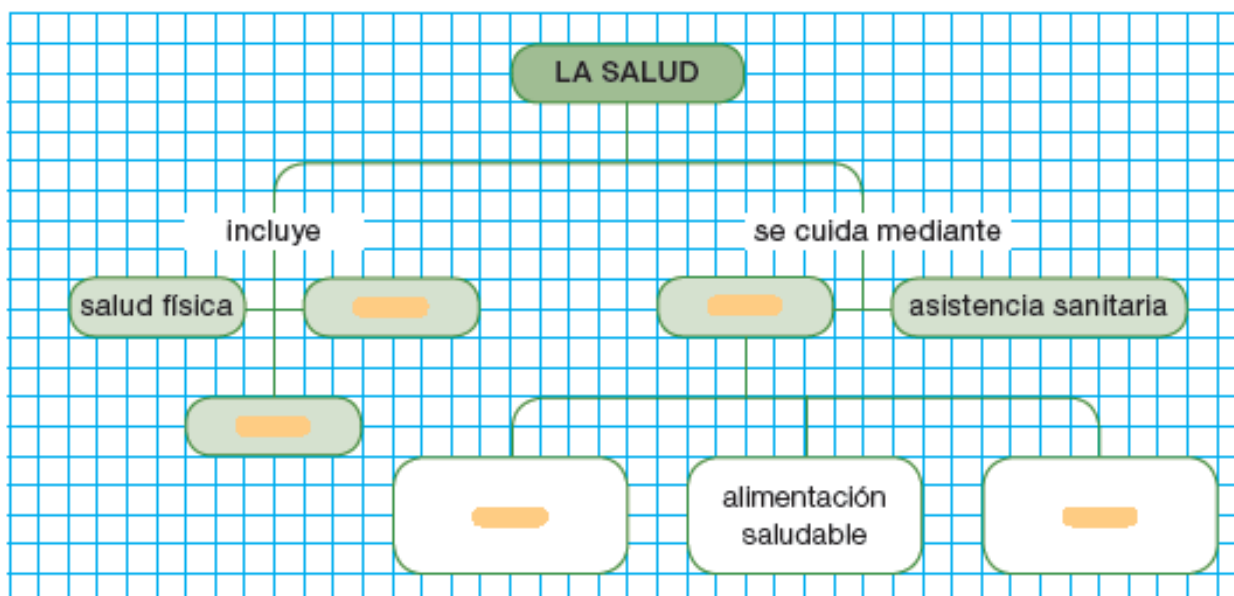 LA SALUD
incluye
se cuida mediante
salud física
asistencia sanitaria
alimentación
saludable